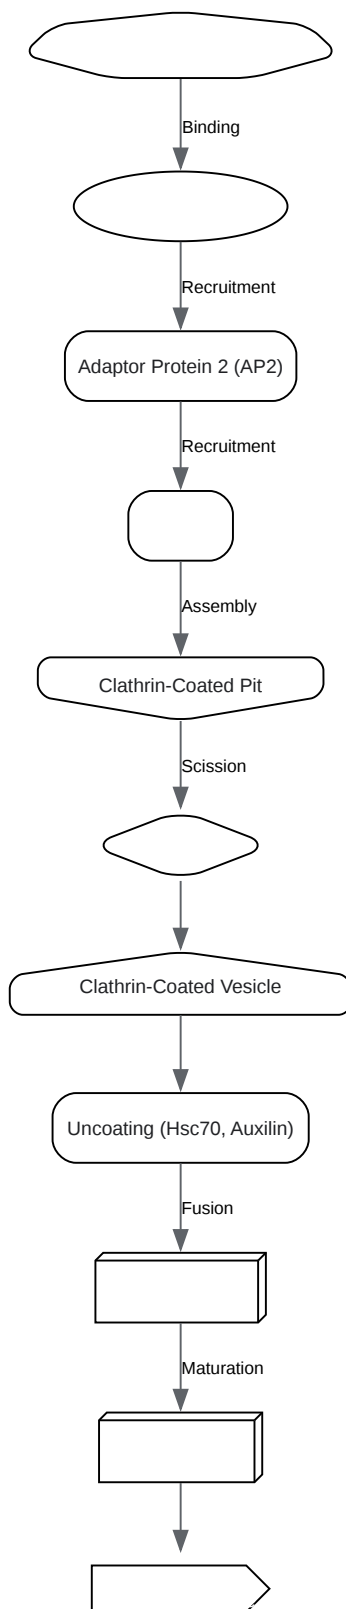 Binding
Recruitment
Adaptor Protein 2 (AP2)
Recruitment
Assembly
Clathrin-Coated Pit
Scission
Clathrin-Coated Vesicle
Uncoating (Hsc70, Auxilin)
Fusion
Maturation